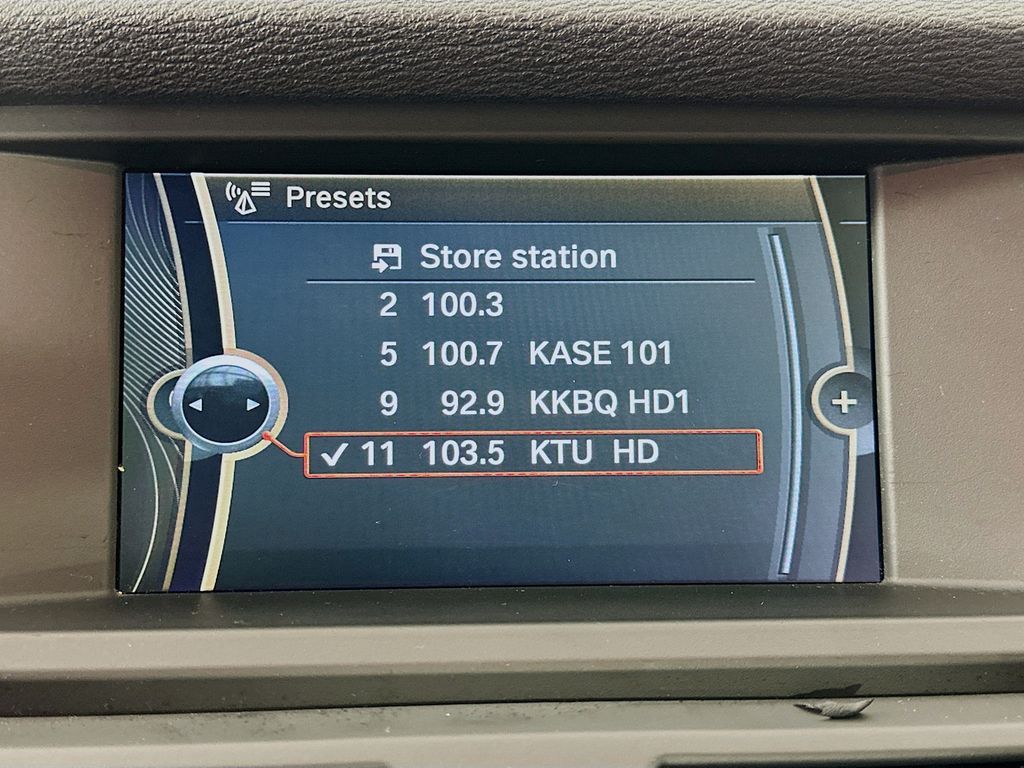 Presets
Store station
2 100.3
5 100.7 KASE 101
9 92.9 KKBQ HD1
✓ 11 103.5 KTU HD
+